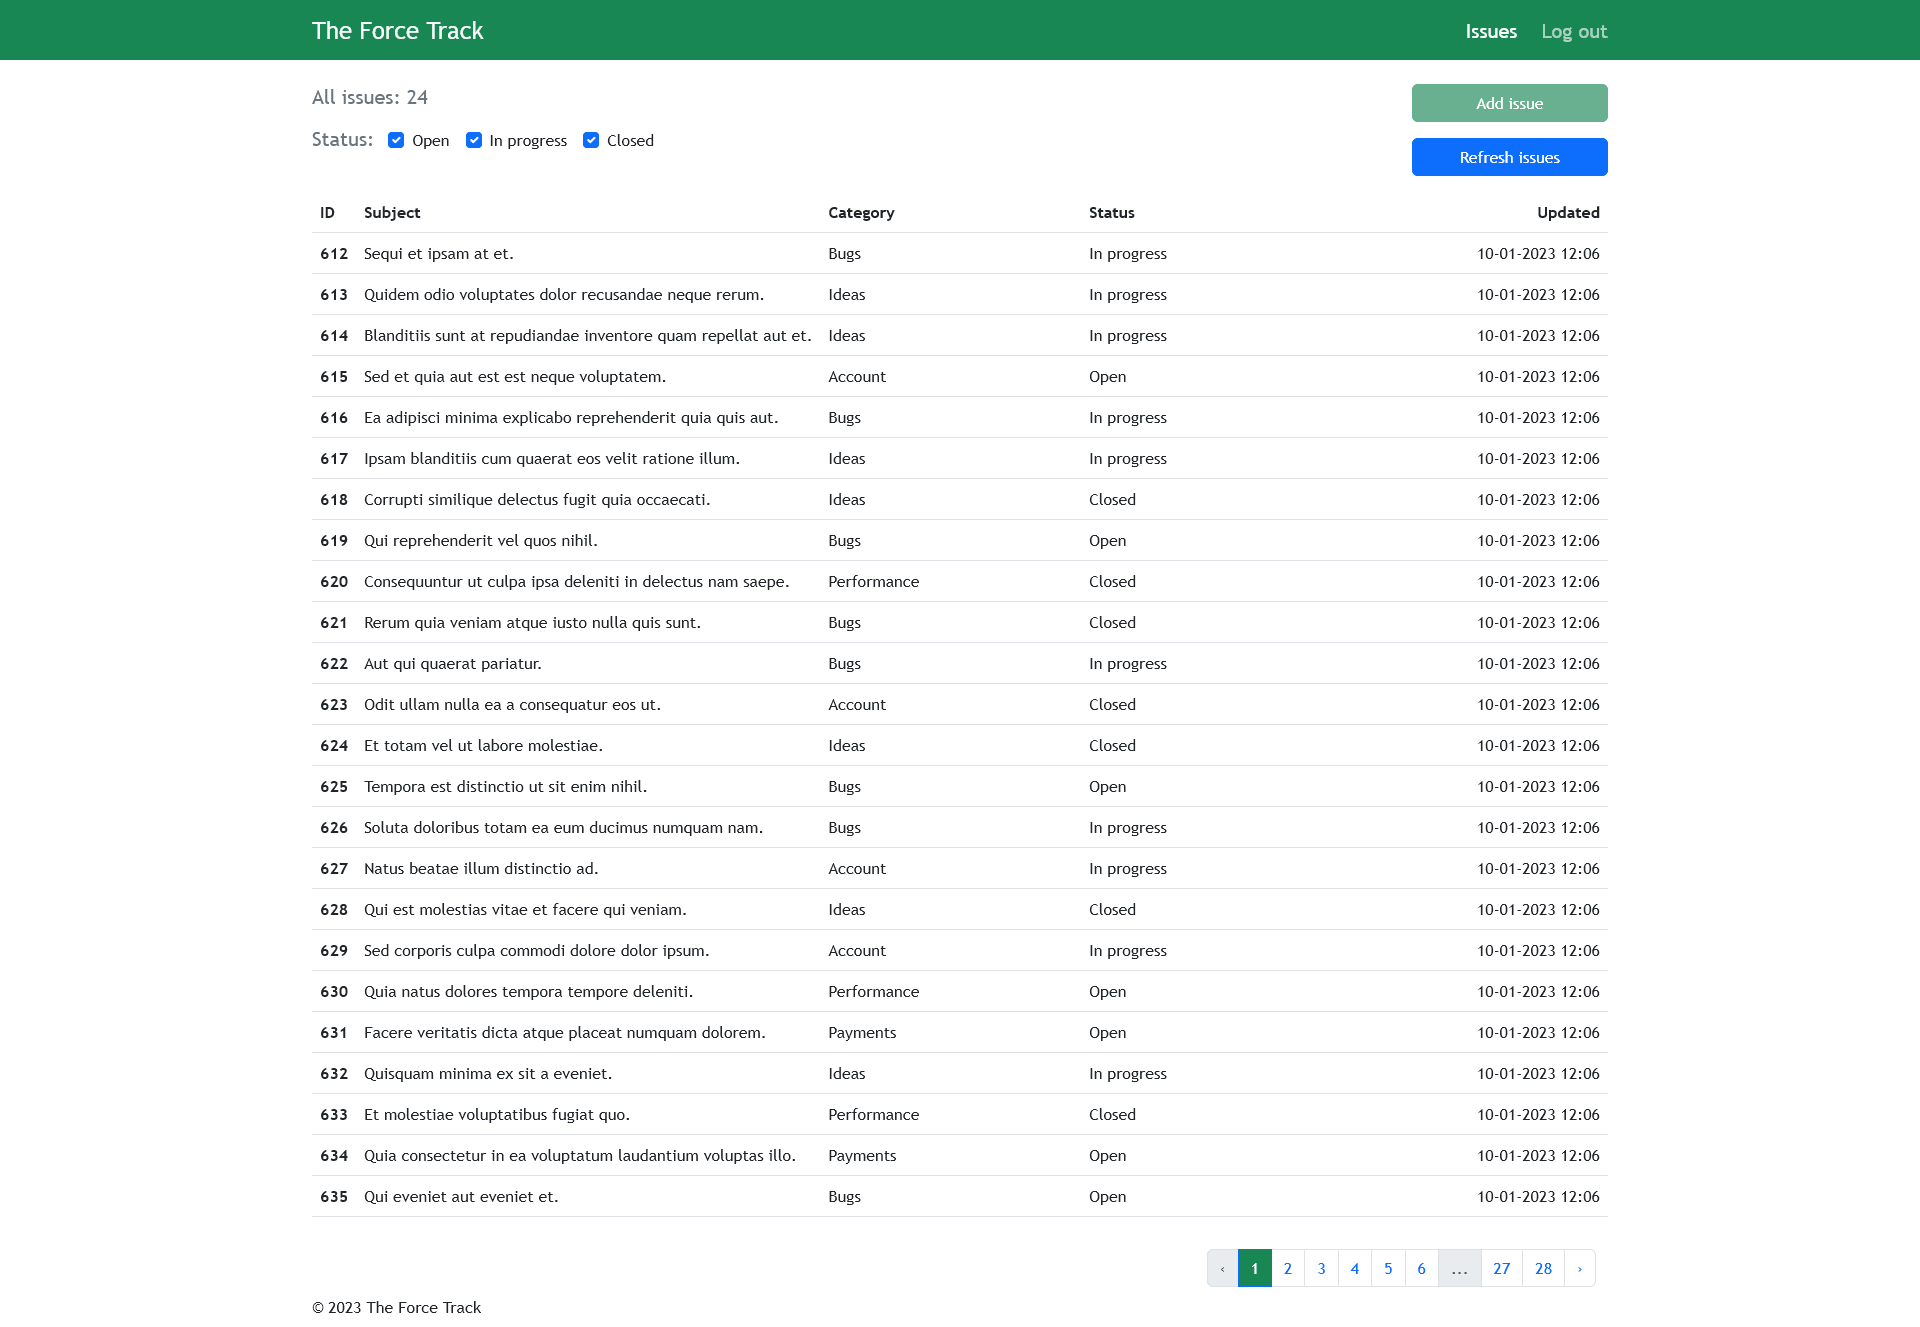 The Force Track Issues Log out
All issues: 24 Add issue
Status: Open In progress Closed
Refresh issues
ID Subject Category Status Updated
612 Sequi et ipsam at et. Bugs In progress 10-01-2023 12:06
613 Quidem odio voluptates dolor recusandae neque rerum. Ideas In progress 10-01-2023 12:06
614 Blanditiis sunt at repudiandae inventore quam repellat aut et. Ideas In progress 10-01-2023 12:06
615 Sed et quia aut est est neque voluptatem. Account Open 10-01-2023 12:06
616 Ea adipisci minima explicabo reprehenderit quia quis aut. Bugs In progress 10-01-2023 12:06
617 Ipsam blanditiis cum quaerat eos velit ratione illum. Ideas In progress 10-01-2023 12:06
618 Corrupti similique delectus fugit quia occaecati. Ideas Closed 10-01-2023 12:06
619 Qui reprehenderit vel quos nihil. Bugs Open 10-01-2023 12:06
620 Consequuntur ut culpa ipsa deleniti in delectus nam saepe. Performance Closed 10-01-2023 12:06
621 Rerum quia veniam atque iusto nulla quis sunt. Bugs Closed 10-01-2023 12:06
622 Aut qui quaerat pariatur. Bugs In progress 10-01-2023 12:06
623 Odit ullam nulla ea a consequatur eos ut. Account Closed 10-01-2023 12:06
624 Et totam vel ut labore molestiae. Ideas Closed 10-01-2023 12:06
625 Tempora est distinctio ut sit enim nihil. Bugs Open 10-01-2023 12:06
626 Soluta doloribus totam ea eum ducimus numquam nam. Bugs In progress 10-01-2023 12:06
627 Natus beatae illum distinctio ad. Account In progress 10-01-2023 12:06
628 Qui est molestias vitae et facere qui veniam. Ideas Closed 10-01-2023 12:06
629 Sed corporis culpa commodi dolore dolor ipsum. Account In progress 10-01-2023 12:06
630 Quia natus dolores tempora tempore deleniti. Performance Open 10-01-2023 12:06
631 Facere veritatis dicta atque placeat numquam dolorem. Payments Open 10-01-2023 12:06
632 Quisquam minima ex sit a eveniet. Ideas In progress 10-01-2023 12:06
633 Et molestiae voluptatibus fugiat quo. Performance Closed 10-01-2023 12:06
634 Quia consectetur in ea voluptatum laudantium voluptas illo. Payments Open 10-01-2023 12:06
635 Qui eveniet aut eveniet et. Bugs Open 10-01-2023 12:06
‹ 1 2 3 4 5 6 ... 27 28 ›
© 2023 The Force Track